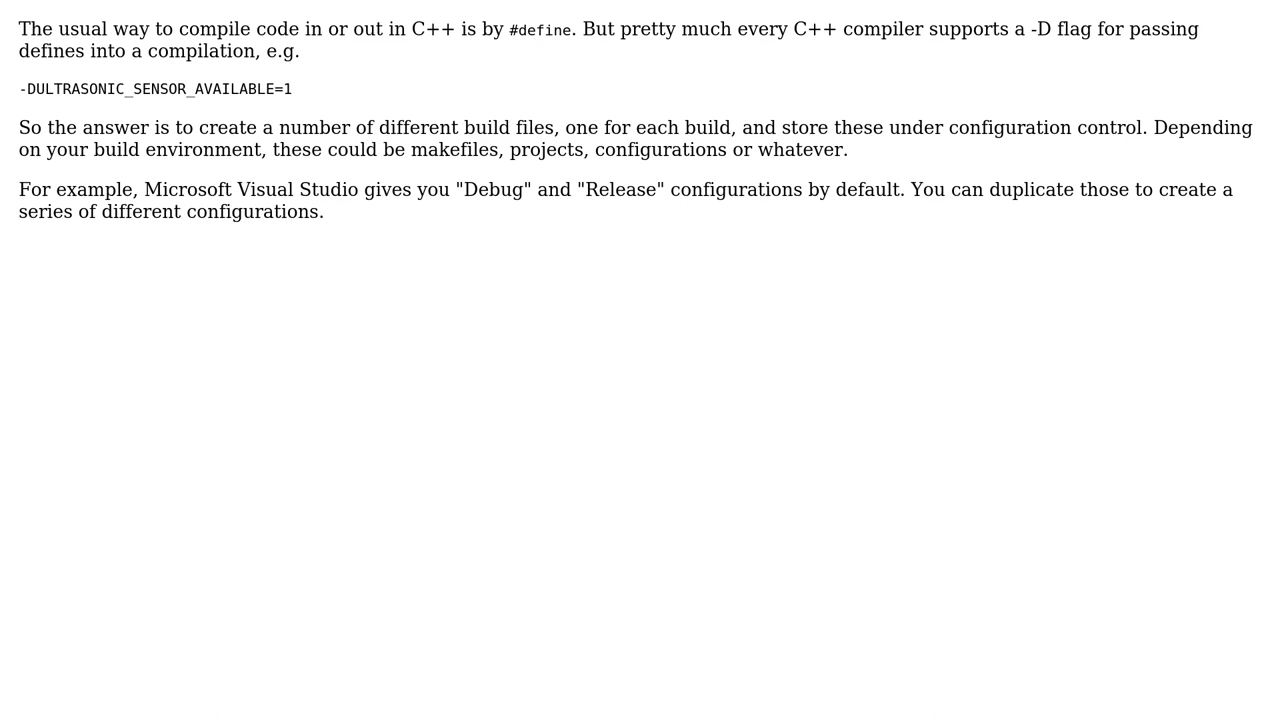 The usual way to compile code in or out in C++ is by #define. But pretty much every C++ compiler supports a -D flag for passing
defines into a compilation, e.g.
-DULTRASONIC_SENSOR_AVAILABLE=1
So the answer is to create a number of different build files, one for each build, and store these under configuration control. Depending
on your build environment, these could be makefiles, projects, configurations or whatever.
For example, Microsoft Visual Studio gives you "Debug" and "Release" configurations by default. You can duplicate those to create a
series of different configurations.